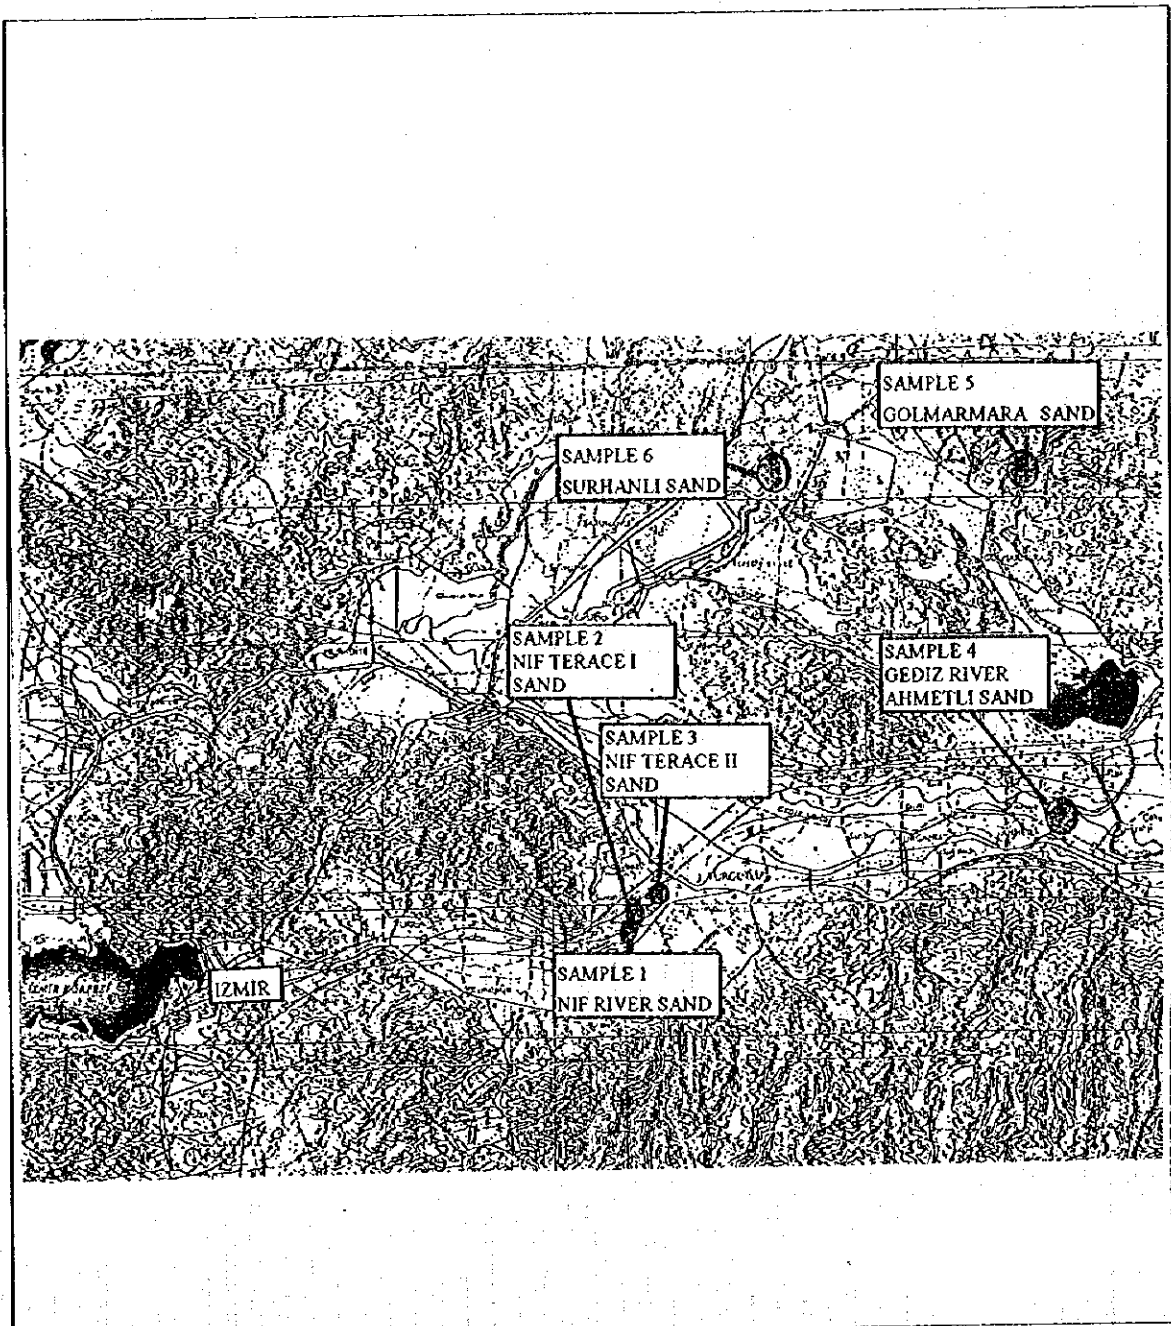 SAMPLE 5
GOLMARMARA SAND
SAMPLE 6
SURHANLI SAND
SAMPLE 2
NIF TERACE I
SAND
SAMPLE 4
GEDIZ RIVER
AHMETLI SAND
SAMPLE 3
NIF TERACE II
SAND
SAMPLE 1
NIF RIVER SAND
IZMIR